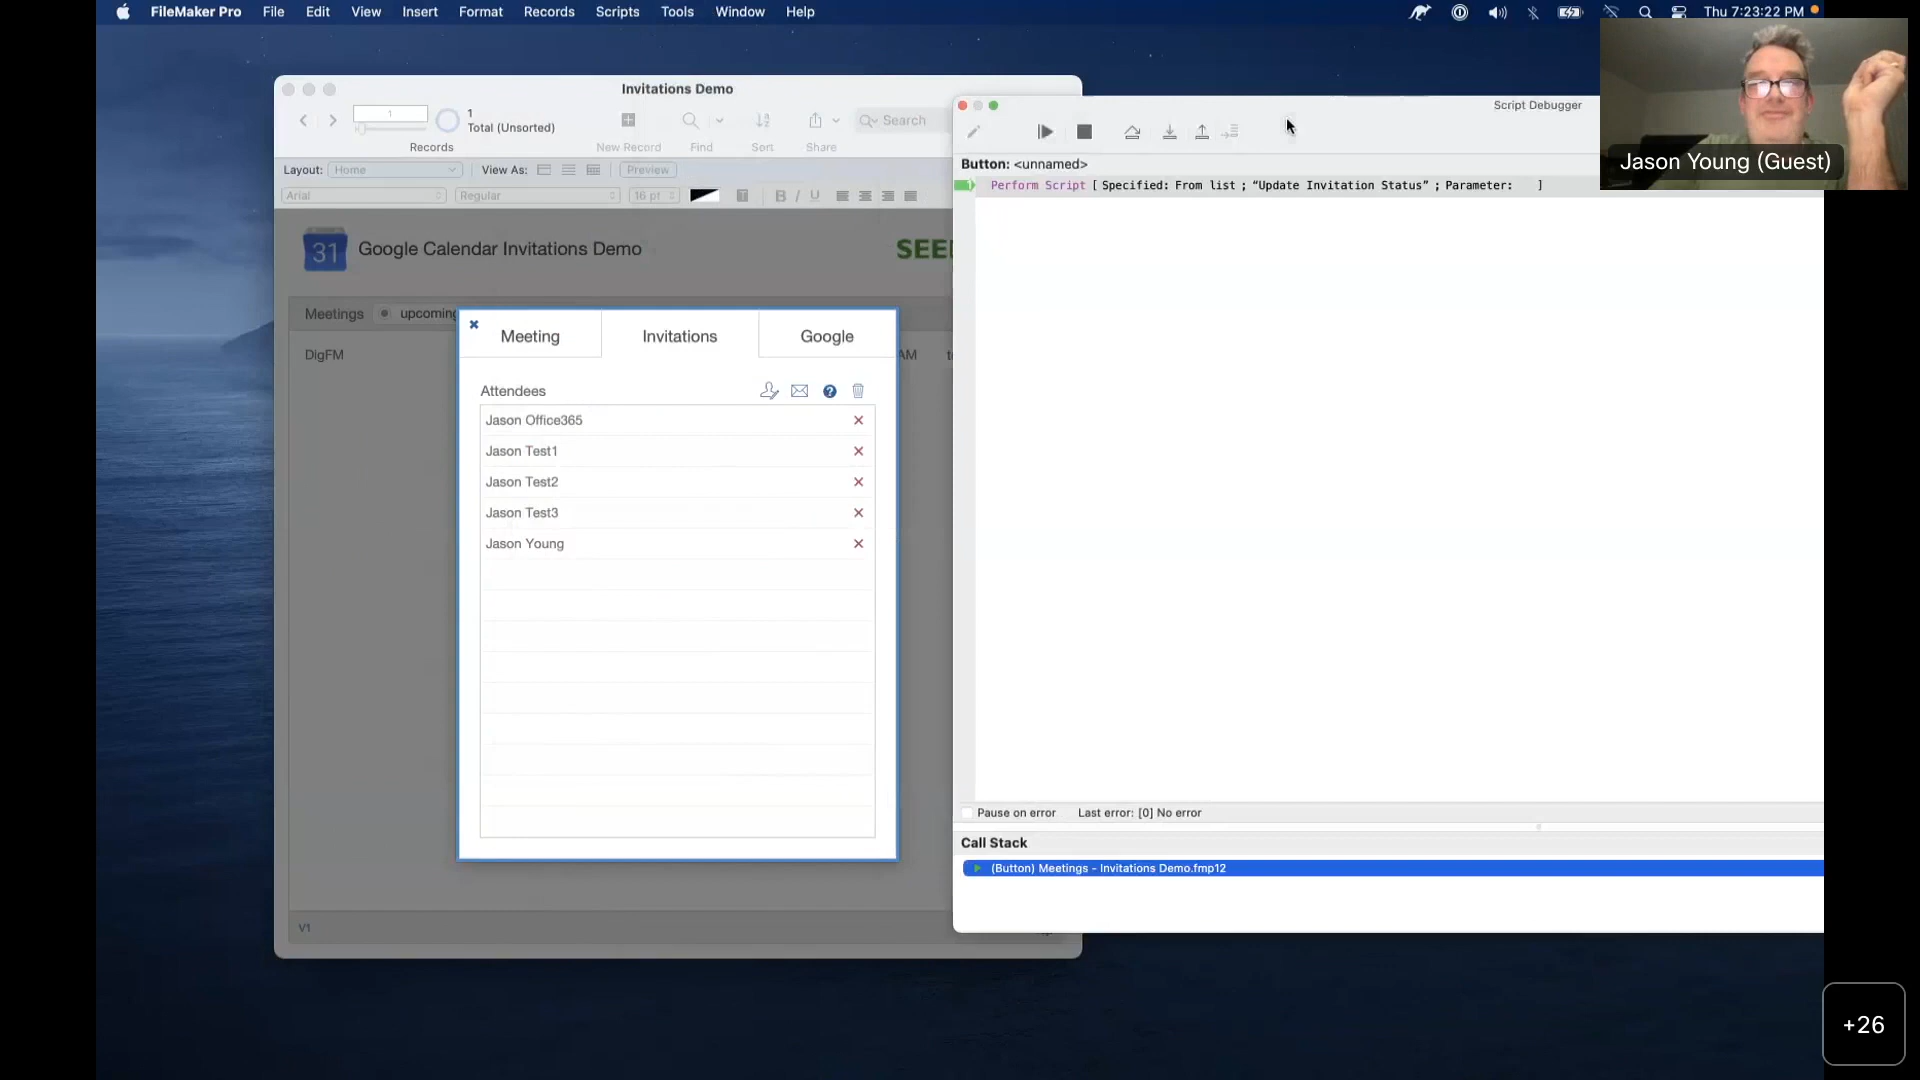 FileMaker Pro File Edit View Insert Format Records Scripts Tools Window Help Thu 7:23:22 PM
Invitations Demo
1
1
Total (Unsorted)
Search
Records New Record Find Sort Share
Layout: Home View As: Preview
Arial Regular 16 pt B I U
31 Google Calendar Invitations Demo
Meetings upcoming
DigFM AM
Meeting Invitations Google
Attendees
Jason Office365
Jason Test1
Jason Test2
Jason Test3
Jason Young
V1
Script Debugger
Button: <unnamed>
1 Perform Script [ Specified: From list ; “Update Invitation Status” ; Parameter: ]
Pause on error Last error: [0] No error
Call Stack
(Button) Meetings - Invitations Demo.fmp12
Jason Young (Guest)
+26